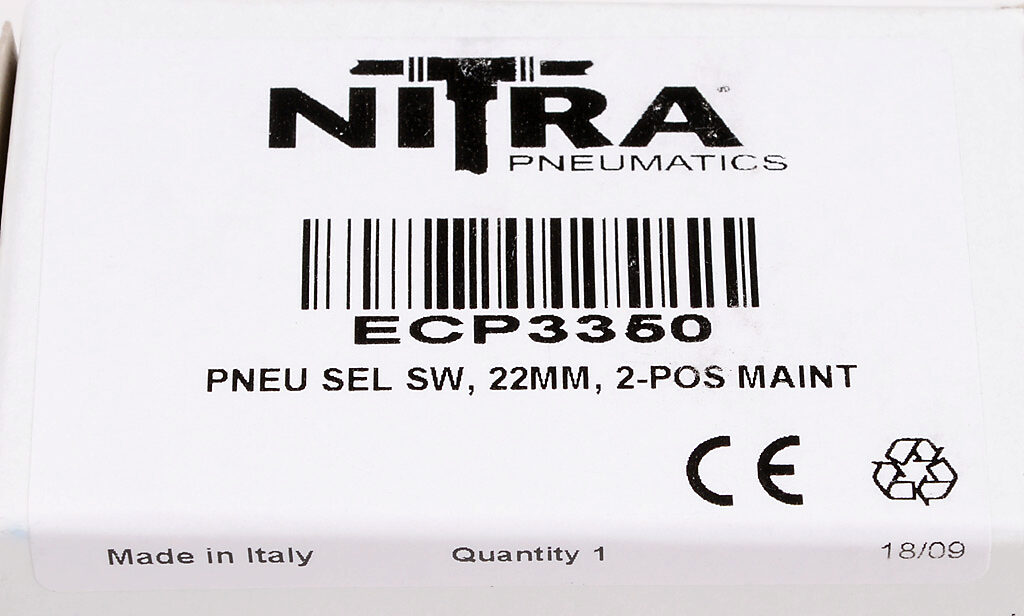 NITRA®
PNEUMATICS
ECP3350
PNEU SEL SW, 22MM, 2-POS MAINT
CE
Made in Italy
Quantity 1
18/09